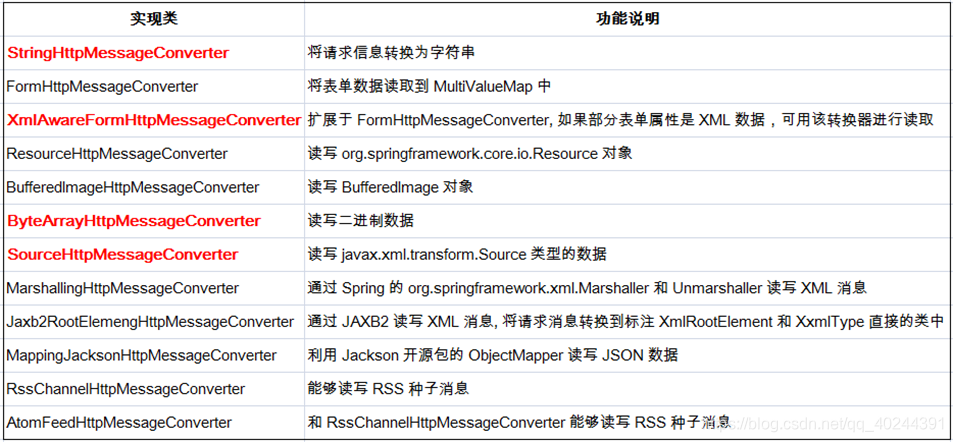 实现类 功能说明
StringHttpMessageConverter 将请求信息转换为字符串
FormHttpMessageConverter 将表单数据读取到 MultiValueMap 中
XmlAwareFormHttpMessageConverter 扩展于 FormHttpMessageConverter, 如果部分表单属性是 XML 数据，可用该转换器进行读取
ResourceHttpMessageConverter 读写 org.springframework.core.io.Resource 对象
BufferedImageHttpMessageConverter 读写 BufferedImage 对象
ByteArrayHttpMessageConverter 读写二进制数据
SourceHttpMessageConverter 读写 javax.xml.transform.Source 类型的数据
MarshallingHttpMessageConverter 通过 Spring 的 org.springframework.xml.Marshaller 和 Unmarshaller 读写 XML 消息
Jaxb2RootElemengHttpMessageConverter 通过 JAXB2 读写 XML 消息, 将请求消息转换到标注 XmlRootElement 和 XxmlType 直接的类中
MappingJacksonHttpMessageConverter 利用 Jackson 开源包的 ObjectMapper 读写 JSON 数据
RssChannelHttpMessageConverter 能够读写 RSS 种子消息
AtomFeedHttpMessageConverter 和 RssChannelHttpMessageConverter 能够读写 RSS 种子消息
https://blog.csdn.net/qq_40244391